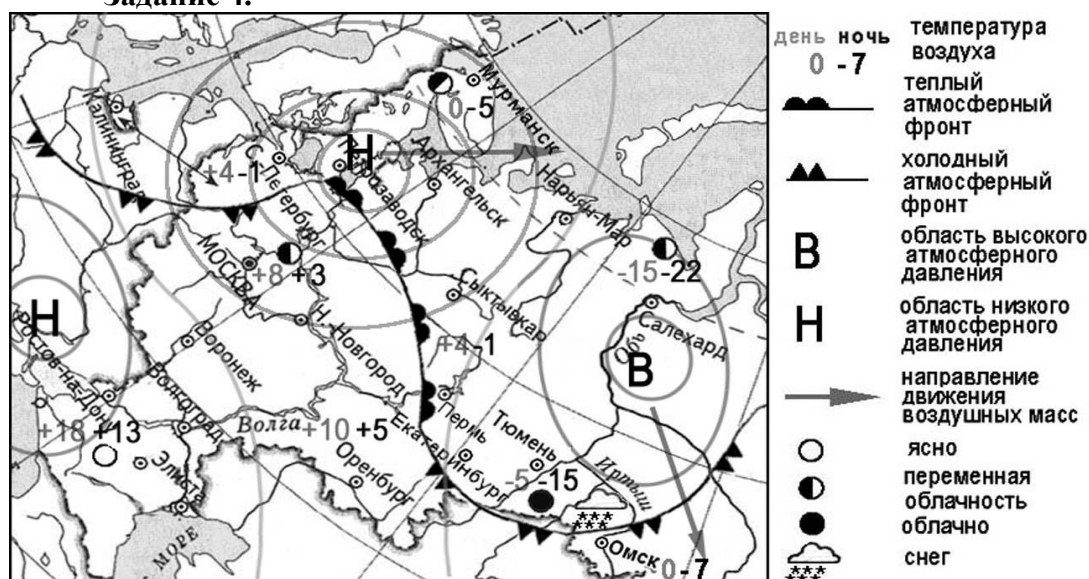 Задание 4.
Мурманск
0 -5
Калининград
С.Петербург
+4 -1
Н
Петрозаводск
Архангельск
Нарьян-Мар
МОСКВА
+8 +3
-15 -22
Сыктывкар
Салехард
Обь
В
Н
Ростов-на-Дону
Воронеж
Н. Новгород
+4 -1
Волгоград
Волга
+10 +5
Пермь
Екатеринбург
Тюмень
Иртыш
+18 +13
Элиста
Оренбург
-5 -15
МОРЕ
Омск
0 -7
день ночь
0 -7
температура
воздуха
теплый
атмосферный
фронт
холодный
атмосферный
фронт
В
область высокого
атмосферного
давления
Н
область низкого
атмосферного
давления
направление
движения
воздушных масс
ясно
переменная
облачность
облачно
снег